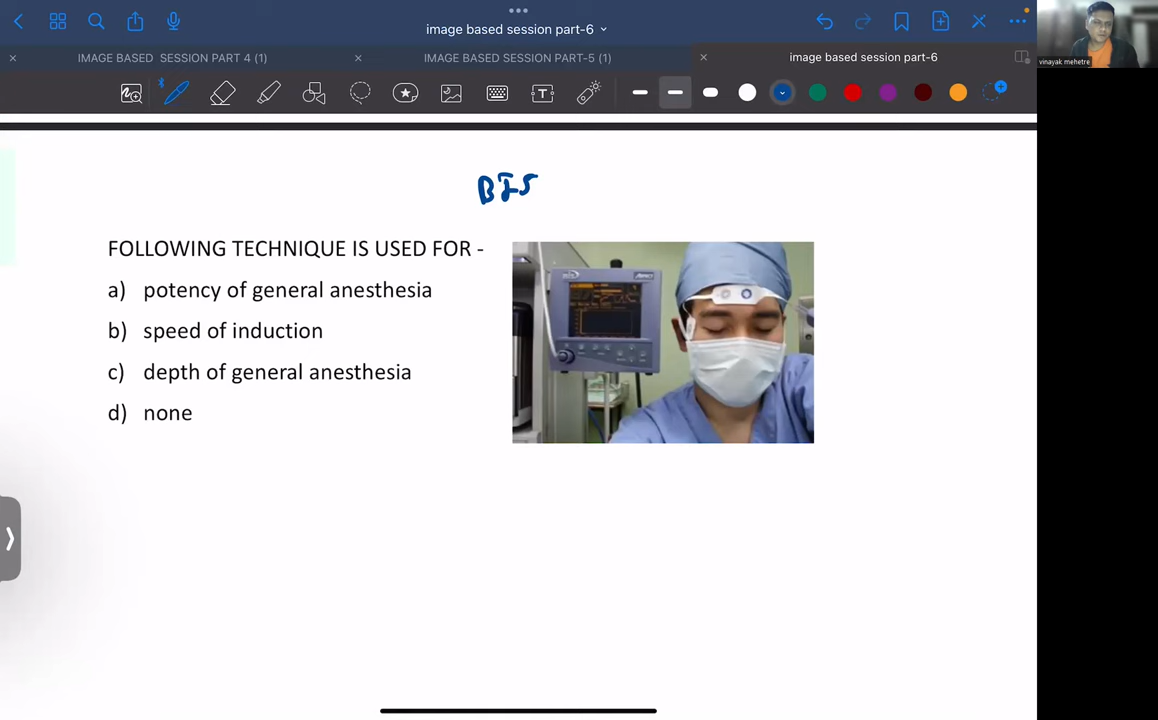 image based session part-6
IMAGE BASED SESSION PART 4 (1)
IMAGE BASED SESSION PART-5 (1)
image based session part-6
vinayak mehetre
BIS
FOLLOWING TECHNIQUE IS USED FOR -
a) potency of general anesthesia
b) speed of induction
c) depth of general anesthesia
d) none